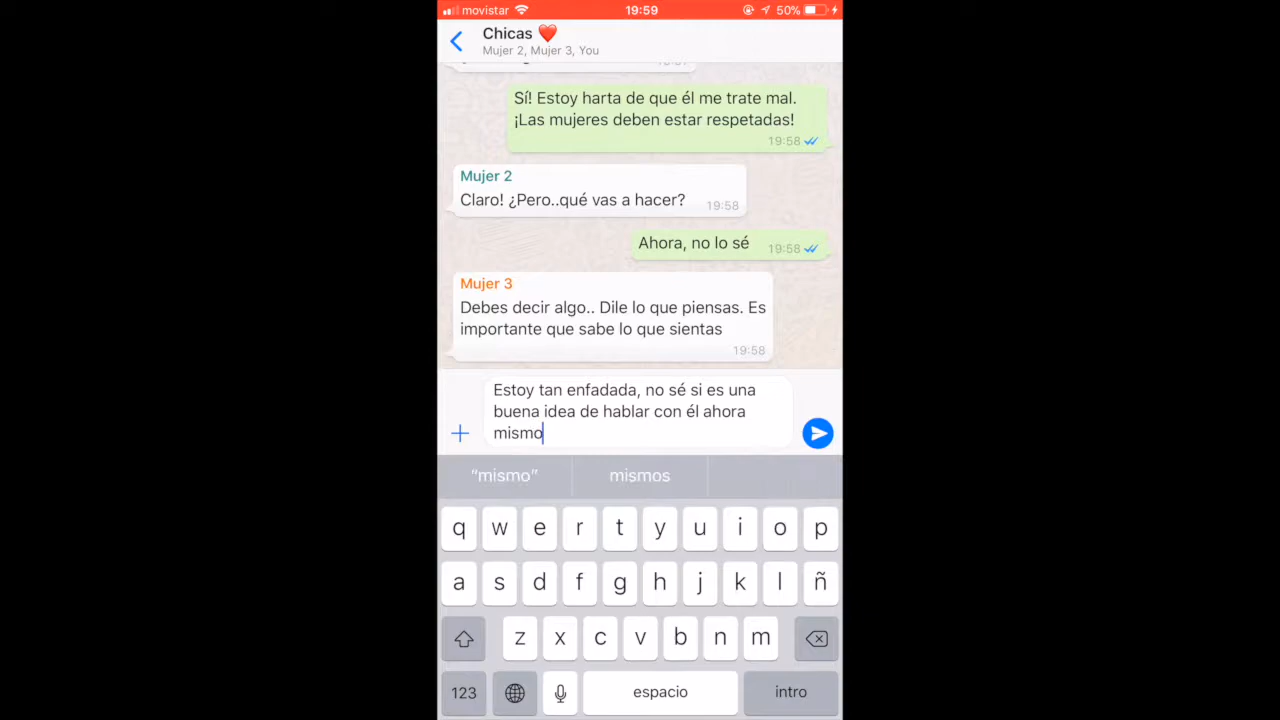 movistar
19:59
50%
Chicas ❤️
Mujer 2, Mujer 3, You
Sí! Estoy harta de que él me trate mal.
¡Las mujeres deben estar respetadas!
19:58
Mujer 2
Claro! ¿Pero..qué vas a hacer?
19:58
Ahora, no lo sé
19:58
Mujer 3
Debes decir algo.. Dile lo que piensas. Es
importante que sabe lo que sientas
19:58
Estoy tan enfadada, no sé si es una
buena idea de hablar con él ahora
mismo
“mismo” mismos
q w e r t y u i o p
a s d f g h j k l ñ
z x c v b n m
123 espacio intro